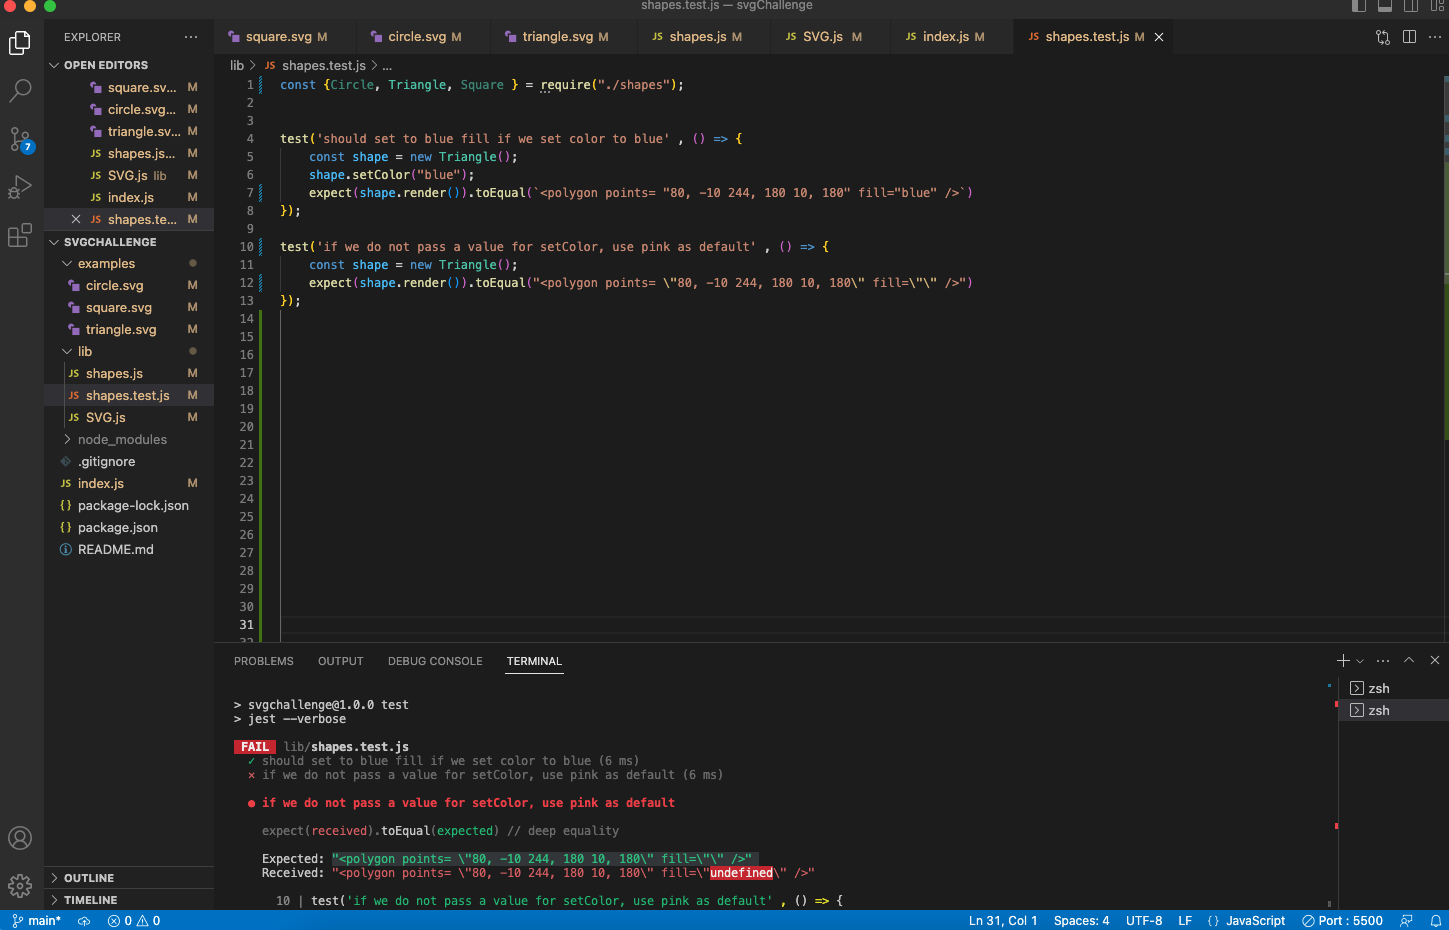 shapes.test.js — svgChallenge
EXPLORER ···
square.svg M circle.svg M triangle.svg M JS shapes.js M JS SVG.js M JS index.js M JS shapes.test.js M
OPEN EDITORS
square.sv... M
circle.svg... M
triangle.sv... M
JS shapes.js... M
JS SVG.js lib M
JS index.js M
JS shapes.te... M
SVGCHALLENGE
examples
circle.svg M
square.svg M
triangle.svg M
lib
JS shapes.js M
JS shapes.test.js M
JS SVG.js M
node_modules
.gitignore
JS index.js M
{} package-lock.json
{} package.json
README.md
OUTLINE
TIMELINE
7
lib > JS shapes.test.js > ...
1 const {Circle, Triangle, Square } = require("./shapes");
2
3
4 test('should set to blue fill if we set color to blue' , () => {
5 const shape = new Triangle();
6 shape.setColor("blue");
7 expect(shape.render()).toEqual(`<polygon points= "80, -10 244, 180 10, 180" fill="blue" />`)
8 });
9
10 test('if we do not pass a value for setColor, use pink as default' , () => {
11 const shape = new Triangle();
12 expect(shape.render()).toEqual("<polygon points= \"80, -10 244, 180 10, 180\" fill=\"\" />")
13 });
14
15
16
17
18
19
20
21
22
23
24
25
26
27
28
29
30
31
32
PROBLEMS OUTPUT DEBUG CONSOLE TERMINAL
> svgchallenge@1.0.0 test
> jest --verbose
FAIL lib/shapes.test.js
✓ should set to blue fill if we set color to blue (6 ms)
× if we do not pass a value for setColor, use pink as default (6 ms)
● if we do not pass a value for setColor, use pink as default
expect(received).toEqual(expected) // deep equality
Expected: "<polygon points= \"80, -10 244, 180 10, 180\" fill=\"\" />"
Received: "<polygon points= \"80, -10 244, 180 10, 180\" fill=\"undefined\" />"
10 | test('if we do not pass a value for setColor, use pink as default' , () => {
zsh
zsh
main* 0 0 Ln 31, Col 1 Spaces: 4 UTF-8 LF {} JavaScript Port : 5500